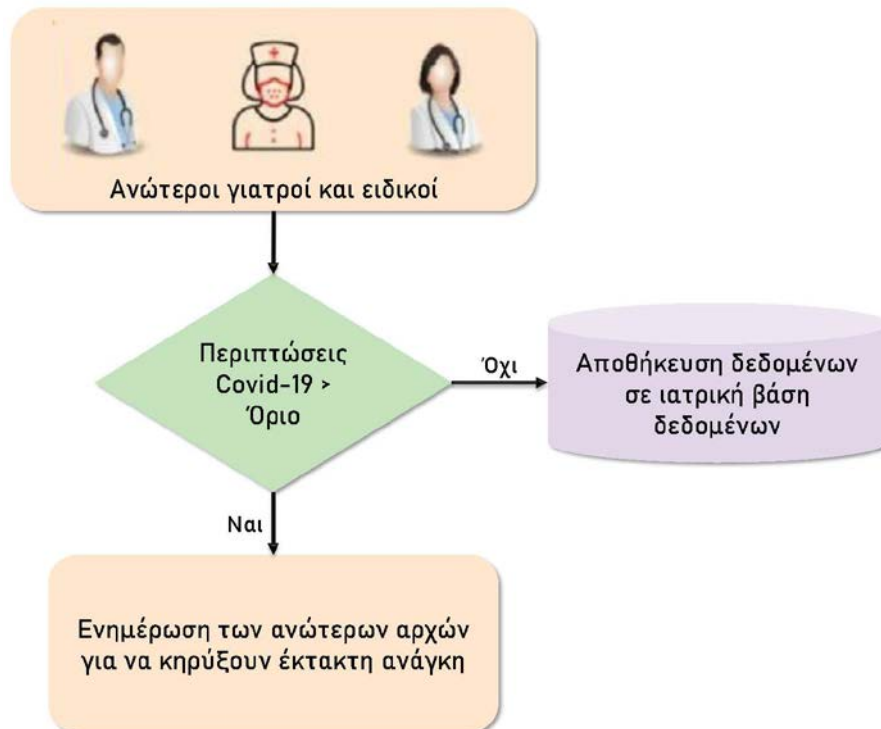 Ανώτεροι γιατροί και ειδικοί
Περιπτώσεις
Covid-19 >
Όριο
Όχι
Αποθήκευση δεδομένων
σε ιατρική βάση
δεδομένων
Ναι
Ενημέρωση των ανώτερων αρχών
για να κηρύξουν έκτακτη ανάγκη